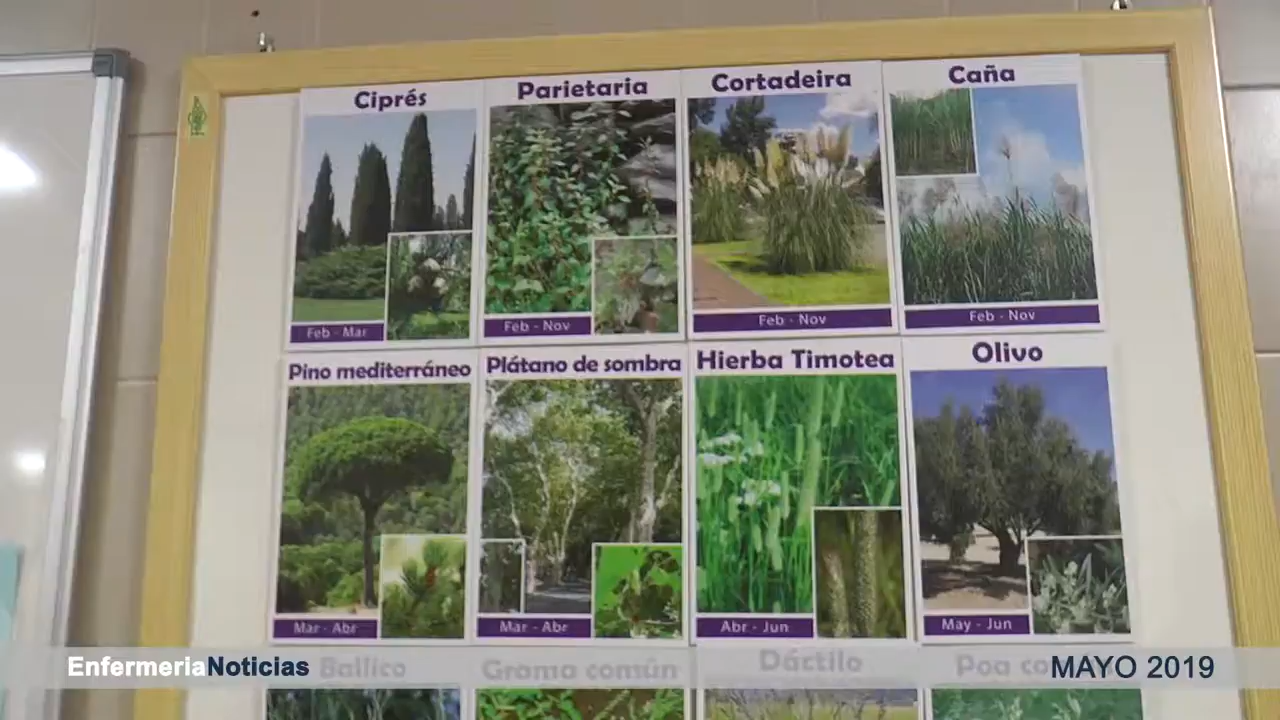 Ciprés
Parietaria
Cortadeira
Caña
Feb - Mar
Feb - Nov
Feb - Nov
Feb - Nov
Pino mediterráneo
Plátano de sombra
Hierba Timotea
Olivo
Mar - Abr
Mar - Abr
Abr - Jun
May - Jun
Ballico
Grama común
Dáctilo
Poa
EnfermeriaNoticias
MAYO 2019